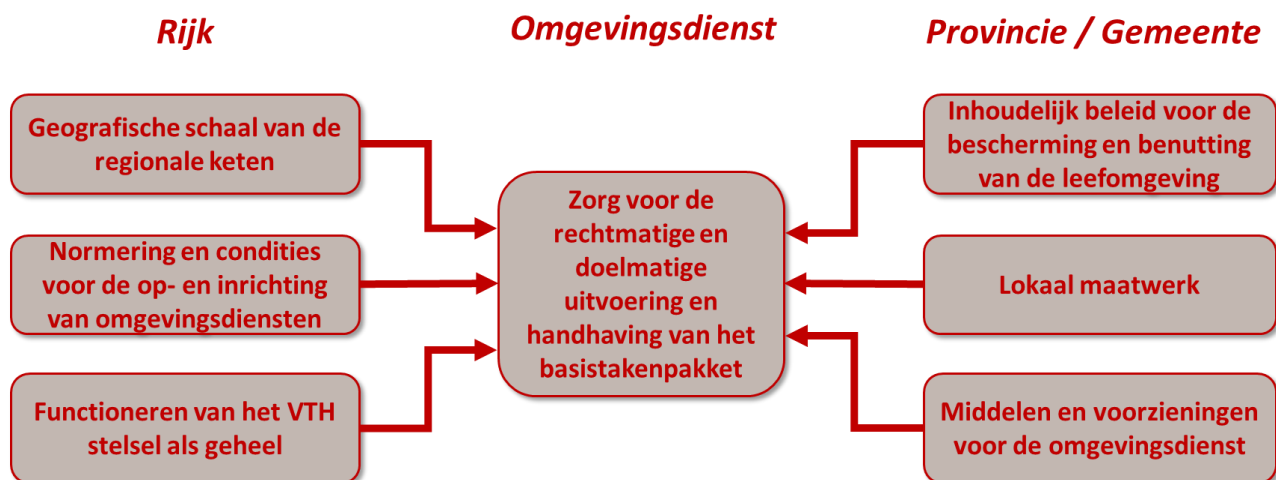 Rijk
Omgevingsdienst
Provincie / Gemeente
Geografische schaal van de
regionale keten
Normering en condities
voor de op- en inrichting
van omgevingsdiensten
Functioneren van het VTH
stelsel als geheel
Zorg voor de
rechtmatige en
doelmatige
uitvoering en
handhaving van het
basistakenpakket
Inhoudelijk beleid voor de
bescherming en benutting
van de leefomgeving
Lokaal maatwerk
Middelen en voorzieningen
voor de omgevingsdienst